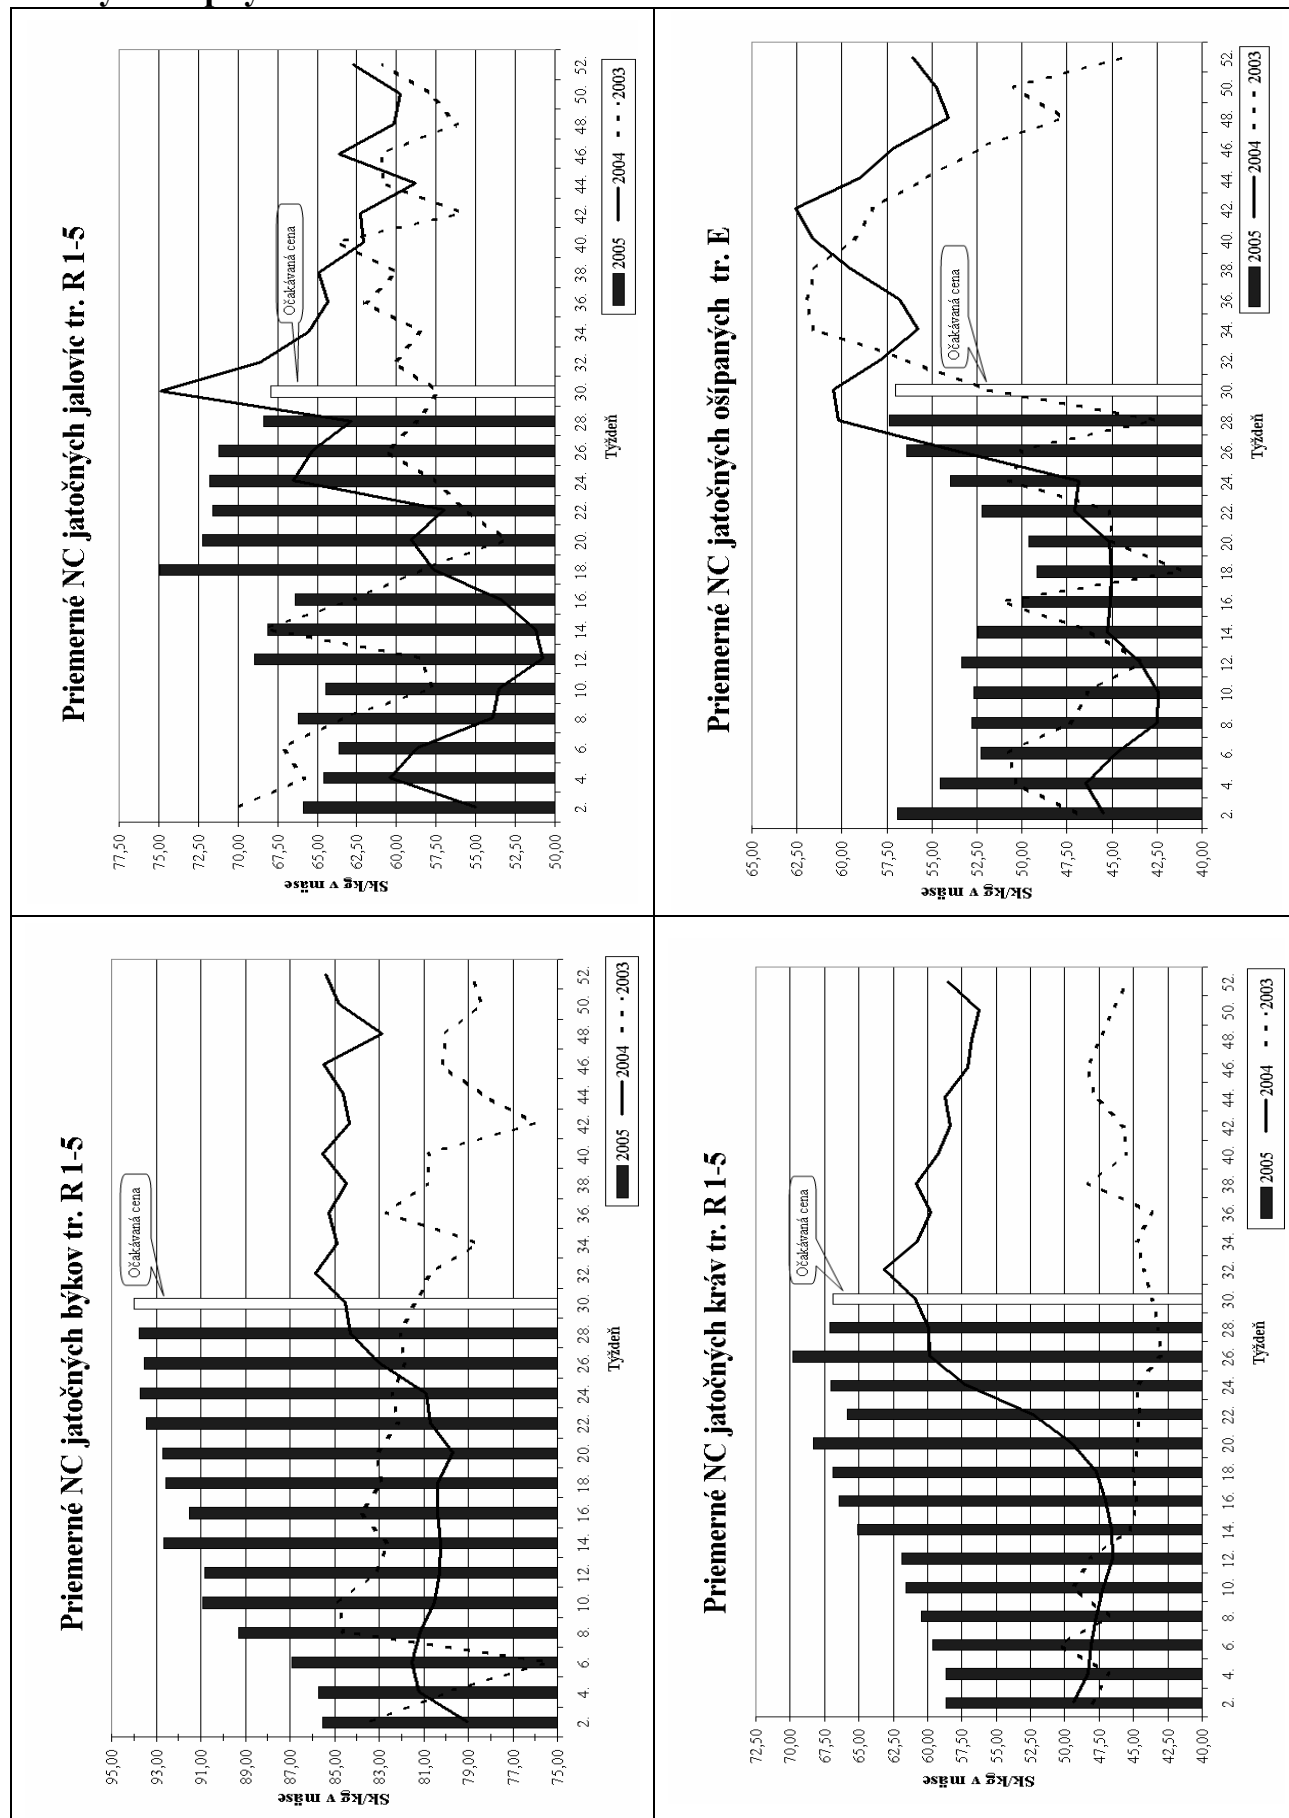 Priemerné NC jatočných býkov tr. R 1-5
Sk/kg v mäse
95,00
93,00
91,00
89,00
87,00
85,00
83,00
81,00
79,00
77,00
75,00
Očakávaná cena
2. 4. 6. 8. 10. 12. 14. 16. 18. 20. 22. 24. 26. 28. 30. 32. 34. 36. 38. 40. 42. 44. 46. 48. 50. 52.
Týždeň
2005 2004 2003
Priemerné NC jatočných jalovíc tr. R 1-5
Sk/kg v mäse
77,50
75,00
72,50
70,00
67,50
65,00
62,50
60,00
57,50
55,00
52,50
50,00
Očakávaná cena
2. 4. 6. 8. 10. 12. 14. 16. 18. 20. 22. 24. 26. 28. 30. 32. 34. 36. 38. 40. 42. 44. 46. 48. 50. 52.
Týždeň
2005 2004 2003
Priemerné NC jatočných kráv tr. R 1-5
Sk/kg v mäse
72,50
70,00
67,50
65,00
62,50
60,00
57,50
55,00
52,50
50,00
47,50
45,00
42,50
40,00
Očakávaná cena
2. 4. 6. 8. 10. 12. 14. 16. 18. 20. 22. 24. 26. 28. 30. 32. 34. 36. 38. 40. 42. 44. 46. 48. 50. 52.
Týždeň
2005 2004 2003
Priemerné NC jatočných ošípaných tr. E
Sk/kg v mäse
65,00
62,50
60,00
57,50
55,00
52,50
50,00
47,50
45,00
42,50
40,00
Očakávaná cena
2. 4. 6. 8. 10. 12. 14. 16. 18. 20. 22. 24. 26. 28. 30. 32. 34. 36. 38. 40. 42. 44. 46. 48. 50. 52.
Týždeň
2005 2004 2003